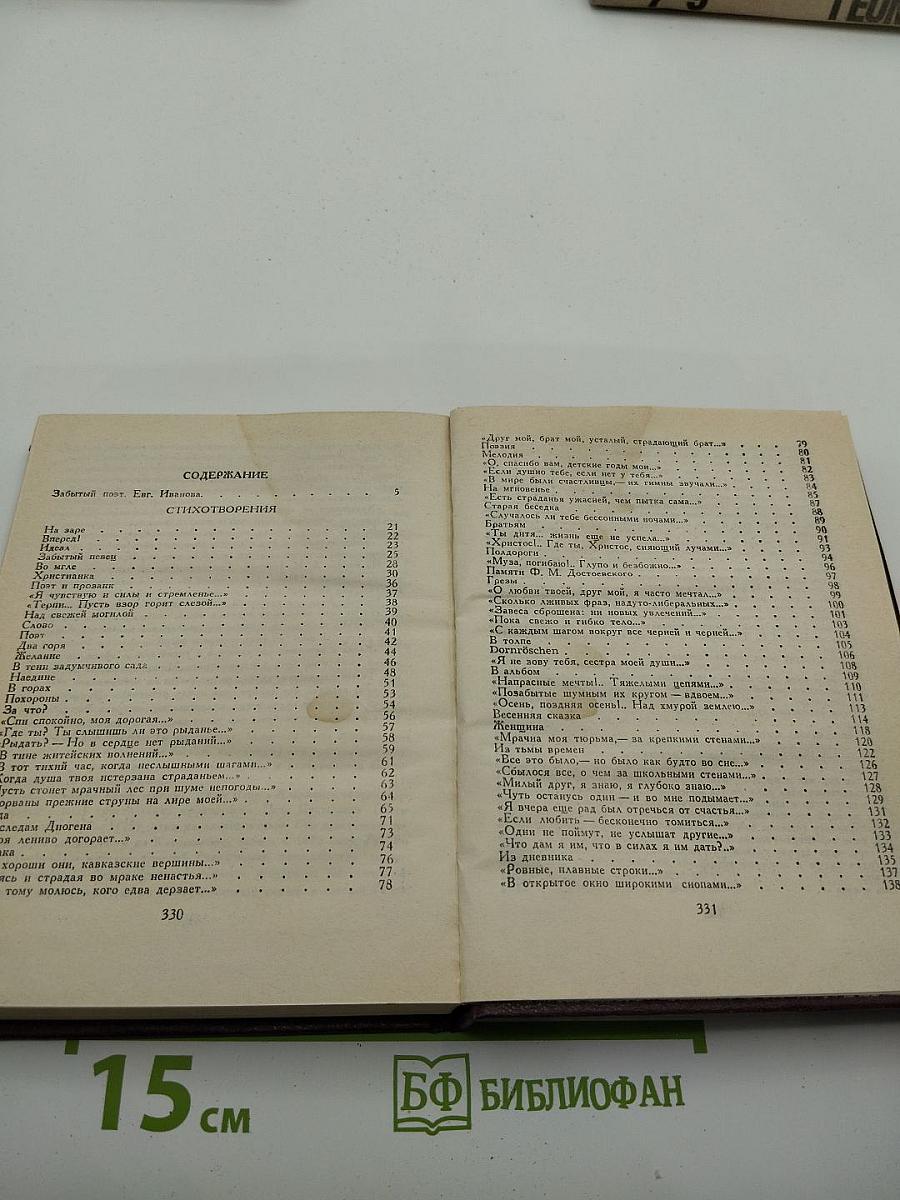 СОДЕРЖАНИЕ
Забытый поэт. Евг. Иванова. 5
СТИХОТВОРЕНИЯ
На заре 21
Вперед! 22
Идеал 23
Забытый певец 25
Во мгле 28
Христианка 30
Поэт и прозаик 36
«Я чувствую и силы и стремленье...» 37
«Терпи... Пусть взор горит слезой...» 38
Над свежей могилой 39
Слово 40
Поэт 41
Два горя 42
Желание 44
В тени задумчивого сада 46
Наедине 48
В горах 51
Похороны 53
За что? 54
«Спи спокойно, моя дорогая...» 56
«Где ты? Ты слышишь ли это рыданье...» 57
«Рыдать? — Но в сердце нет рыданий...» 58
В тине житейских волнений...» 59
В тот тихий час, когда неслышными шагами...» 61
Когда душа твоя истерзана страданьем...» 62
Пусть стонет мрачный лес при шуме непогоды...» 63
орваны прежние струны на лире моей...» 64
да 65
следам Диогена 71
ря лениво догорает...» 73
ака 74
хороши они, кавказские вершины...» 76
ясь и страдая во мраке ненастья...» 77
тому молюсь, кого едва дерзает...» 78
330
«Друг мой, брат мой, усталый, страдающий брат...» 79
Поэзия 80
Мелодия 81
«О, спасибо вам, детские годы мои...» 82
«Если душно тебе, если нет у тебя...» 83
«В мире были счастливцы,— их гимны звучали...» 84
На мгновенье 85
«Есть страданья ужасней, чем пытка сама...» 87
Старая беседка 88
«Случалось ли тебе бессонными ночами...» 89
Братьям 90
«Ты дитя... жизнь еще не успела...» 91
«Христос!.. Где ты, Христос, сияющий лучами...» 93
Полдороги 94
«Муза, погибаю!.. Глупо и безбожно...» 96
Памяти Ф. М. Достоевского 97
Грезы 98
«О любви твоей, друг мой, я часто мечтал...» 99
«Сколько лживых фраз, надуто-либеральных...» 100
«Завеса сброшена: ни новых увлечений...» 101
«Пока свежо и гибко тело...» 103
«С каждым шагом вокруг все черней и черней...» 104
В толпе 105
Dornröschen 106
«Я не зову тебя, сестра моей души...» 108
В альбом 109
«Напрасные мечты!.. Тяжелыми цепями...» 110
«Позабытые шумным их кругом — вдвоем...» 111
«Осень, поздняя осень!.. Над хмурой землею...» 113
Весенняя сказка 114
Женщина 118
«Мрачна моя тюрьма,— за крепкими стенами...» 120
Из тьмы времен 122
«Все это было,— но было как будто во сне...» 126
«Сбылося все, о чем за школьными стенами...» 127
«Милый друг, я знаю, я глубоко знаю...» 128
«Чуть останусь один — и во мне подымает...» 129
«Я вчера еще рад был отречься от счастья...» 131
«Если любить — бесконечно томиться...» 132
«Одни не поймут, не услышат другие...» 133
«Что дам я им, что в силах я им дать?..» 134
Из дневника 135
«Ровные, плавные строки...» 137
«В открытое окно широкими снопами...» 138
331
15 см
БФ БИБЛИОФАН